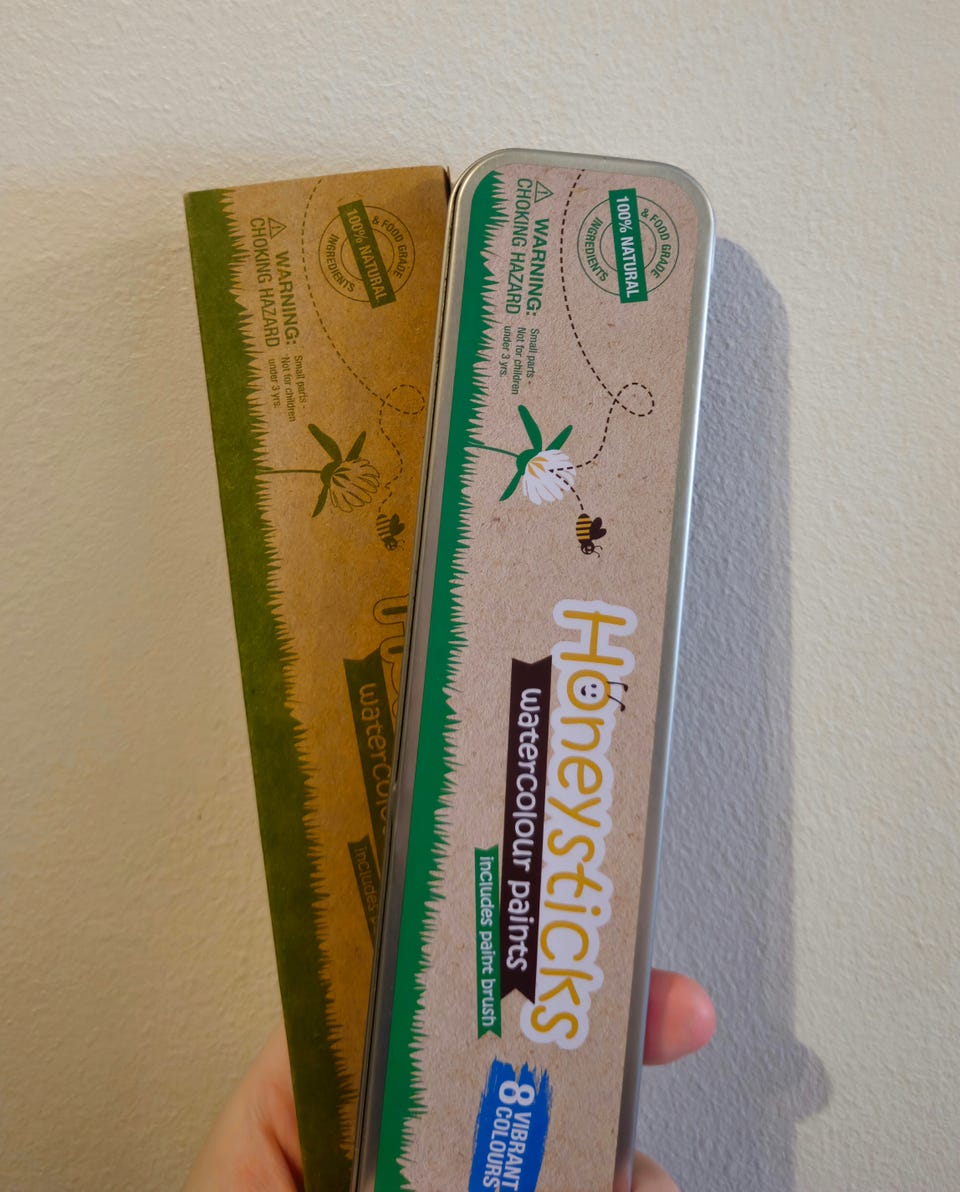 100% NATURAL
& FOOD GRADE
INGREDIENTS
WARNING:
CHOKING HAZARD
Small parts -
Not for children
under 3 yrs.
watercolou
includes
100% NATURAL
& FOOD GRADE
INGREDIENTS
WARNING:
CHOKING HAZARD
Small parts -
Not for children
under 3 yrs.
Honeysticks
watercolour paints
includes paint brush
8 VIBRANT
COLOURS